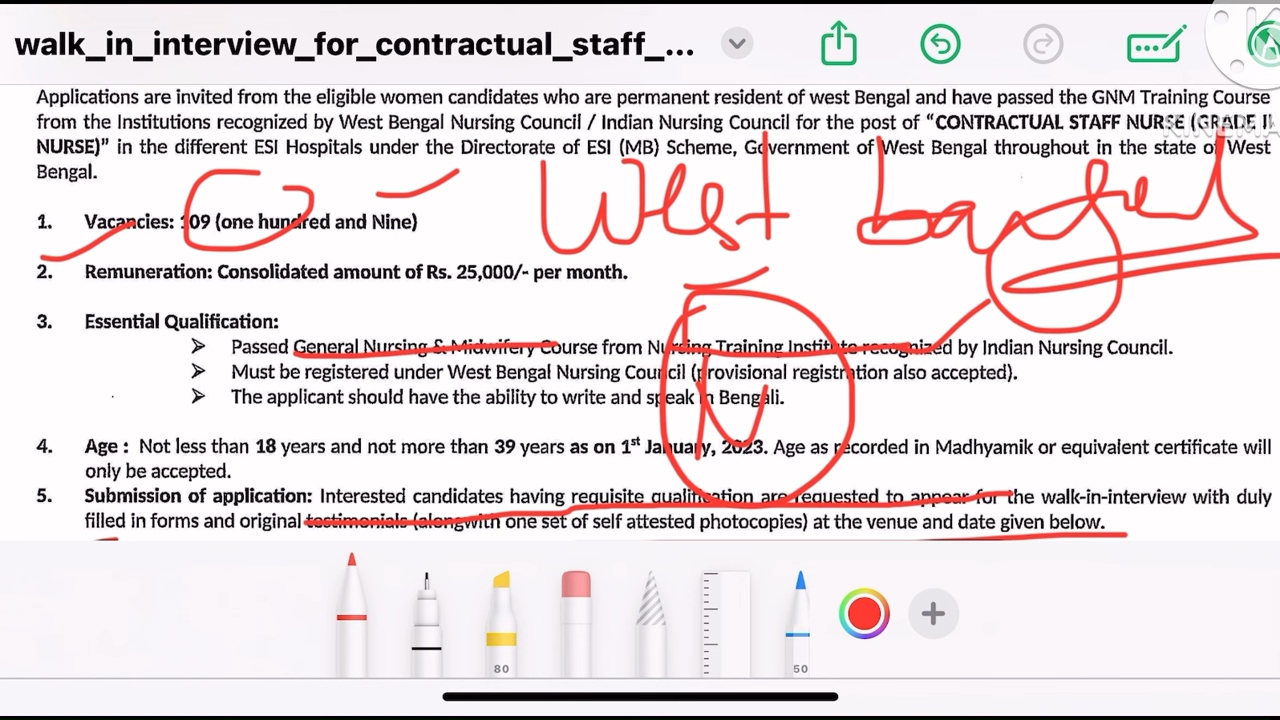 walk_in_interview_for_contractual_staff_...
Applications are invited from the eligible women candidates who are permanent resident of west Bengal and have passed the GNM Training Course
from the Institutions recognized by West Bengal Nursing Council / Indian Nursing Council for the post of “CONTRACTUAL STAFF NURSE (GRADE II
NURSE)” in the different ESI Hospitals under the Directorate of ESI (MB) Scheme, Government of West Bengal throughout in the state of West
Bengal.
West bangel
1. Vacancies: 109 (one hundred and Nine)
2. Remuneration: Consolidated amount of Rs. 25,000/- per month.
3. Essential Qualification:
➢ Passed General Nursing & Midwifery Course from Nursing Training Institute recognized by Indian Nursing Council.
➢ Must be registered under West Bengal Nursing Council (provisional registration also accepted).
➢ The applicant should have the ability to write and speak in Bengali.
4. Age : Not less than 18 years and not more than 39 years as on 1st January, 2023. Age as recorded in Madhyamik or equivalent certificate will
only be accepted.
5. Submission of application: Interested candidates having requisite qualification are requested to appear for the walk-in-interview with duly
filled in forms and original testimonials (alongwith one set of self attested photocopies) at the venue and date given below.
80
50